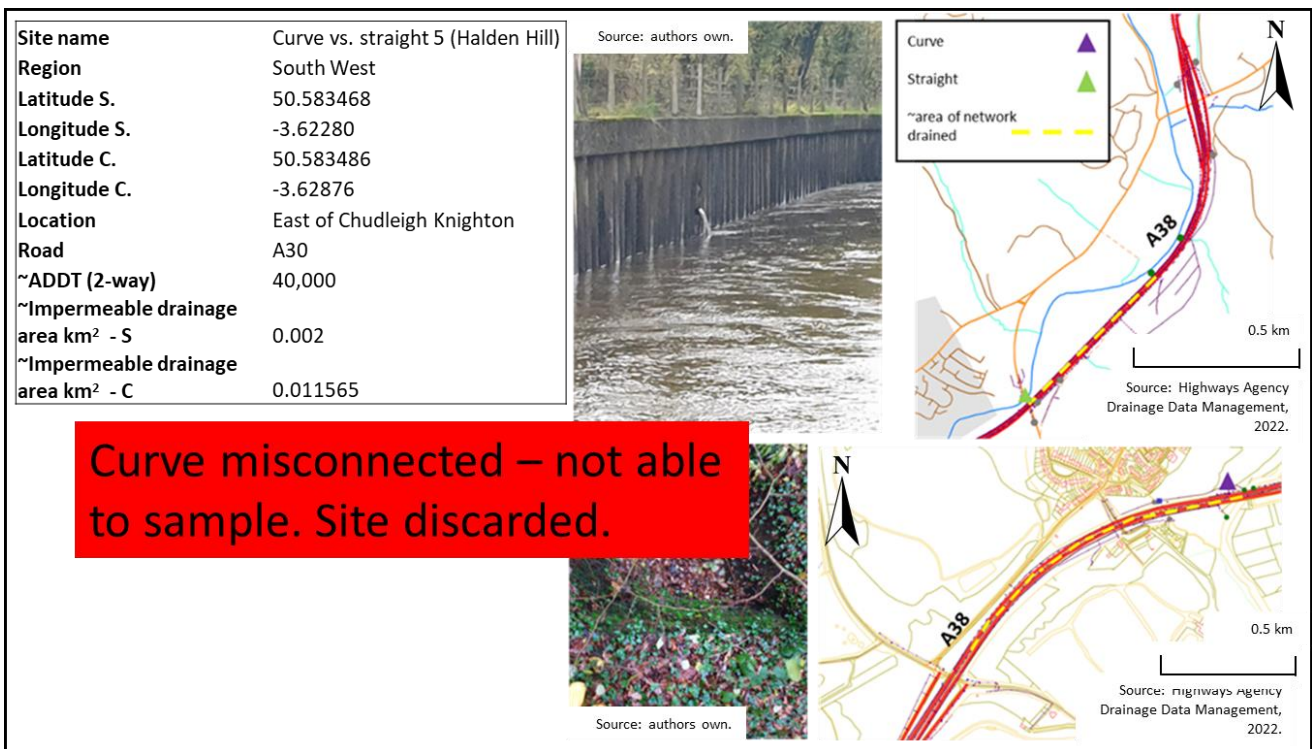 Site name Curve vs. straight 5 (Halden Hill)
Region South West
Latitude S. 50.583468
Longitude S. -3.62280
Latitude C. 50.583486
Longitude C. -3.62876
Location East of Chudleigh Knighton
Road A30
~ADDT (2-way) 40,000
~Impermeable drainage
area km² - S 0.002
~Impermeable drainage
area km² - C 0.011565
Source: authors own.
Curve
Straight
~area of network
drained
N
A38
0.5 km
Source: Highways Agency
Drainage Data Management,
2022.
Curve misconnected – not able
to sample. Site discarded.
Source: authors own.
N
A38
0.5 km
Source: Highways Agency
Drainage Data Management,
2022.